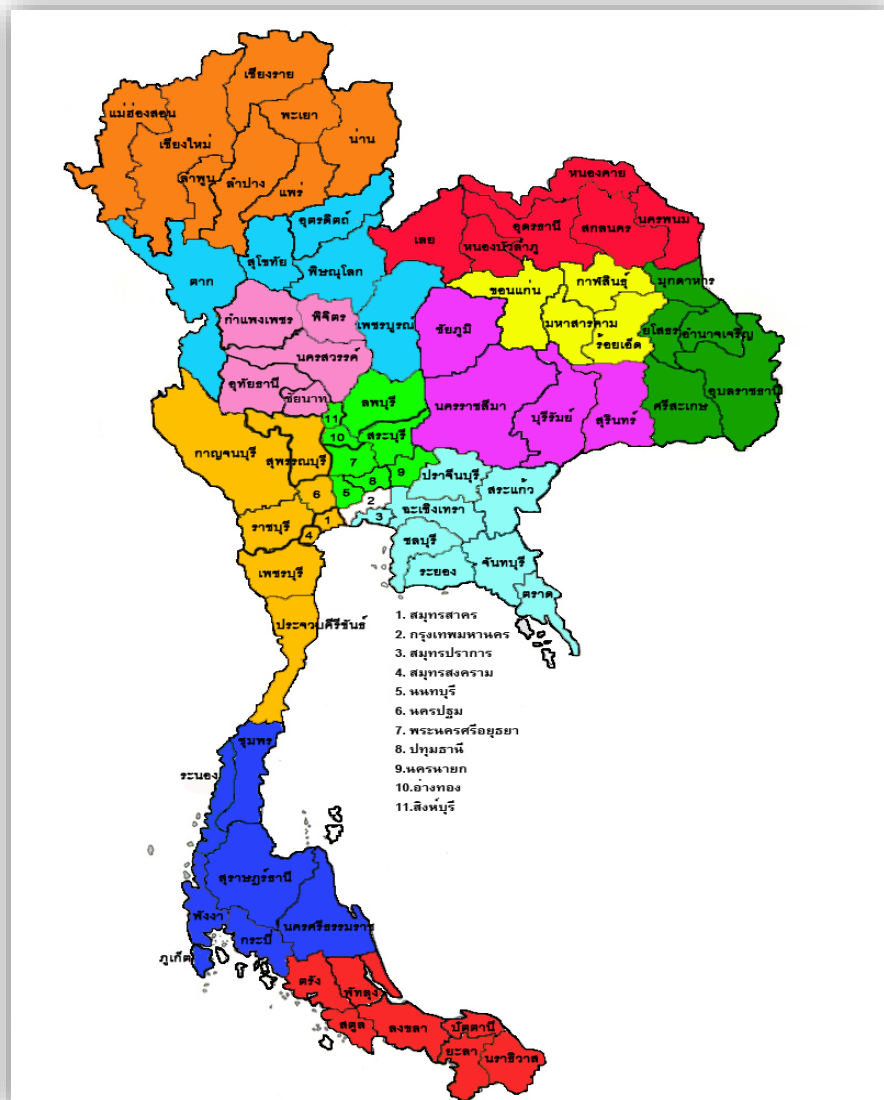 เชียงราย
แม่ฮ่องสอน
พะเยา
เชียงใหม่
น่าน
ลำพูน
ลำปาง
แพร่
หนองคาย
อุตรดิตถ์
อุดรธานี
สกลนคร
นครพนม
เลย
หนองบัวลำภู
สุโขทัย
พิษณุโลก
ตาก
มุกดาหาร
กาฬสินธุ์
ขอนแก่น
กำแพงเพชร
พิจิตร
เพชรบูรณ์
ชัยภูมิ
มหาสารคาม
ยโสธร
อำนาจเจริญ
ร้อยเอ็ด
นครสวรรค์
อุทัยธานี
ชัยนาท
ลพบุรี
นครราชสีมา
บุรีรัมย์
สุรินทร์
ศรีสะเกษ
อุบลราชธานี
11
10
สระบุรี
กาญจนบุรี
สุพรรณบุรี
7
9
8
ปราจีนบุรี
สระแก้ว
6
5
2
3
ฉะเชิงเทรา
ราชบุรี
1
4
ชลบุรี
เพชรบุรี
ระยอง
จันทบุรี
ตราด
ประจวบคีรีขันธ์
1. สมุทรสาคร
2. กรุงเทพมหานคร
3. สมุทรปราการ
4. สมุทรสงคราม
5. นนทบุรี
6. นครปฐม
7. พระนครศรีอยุธยา
8. ปทุมธานี
9.นครนายก
10.อ่างทอง
11.สิงห์บุรี
ชุมพร
ระนอง
สุราษฎร์ธานี
พังงา
นครศรีธรรมราช
กระบี่
ภูเก็ต
ตรัง
พัทลุง
สตูล
สงขลา
ปัตตานี
ยะลา
นราธิวาส